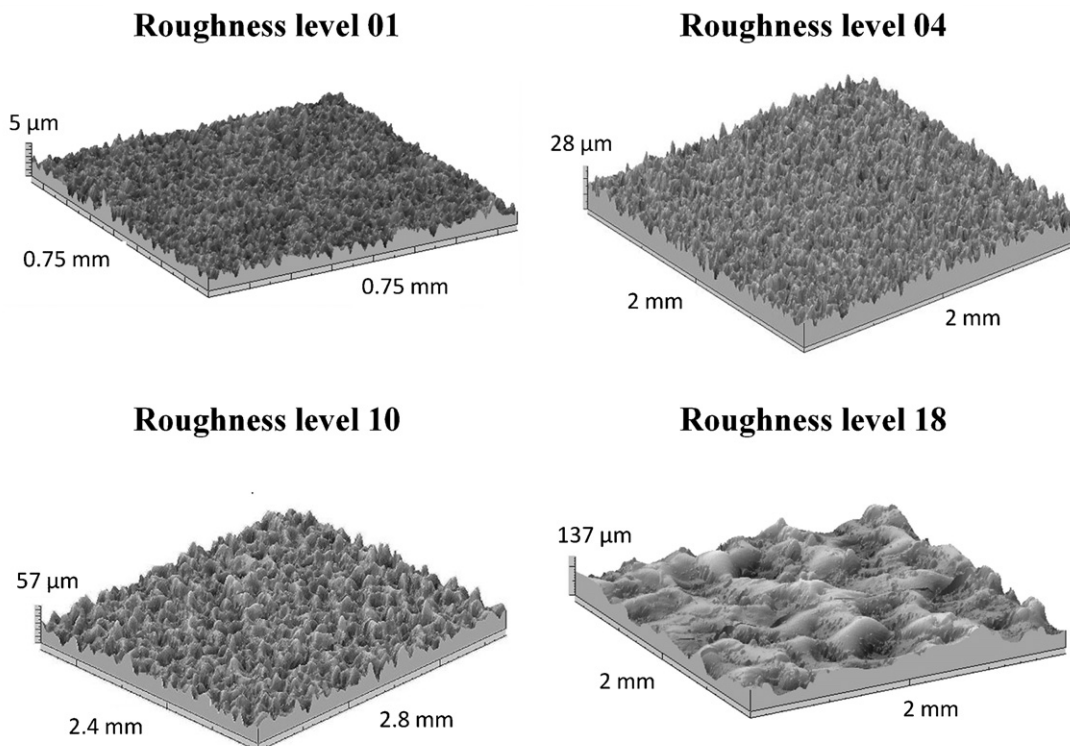 Roughness level 01
5 µm
0.75 mm
0.75 mm
Roughness level 04
28 µm
2 mm
2 mm
Roughness level 10
57 µm
2.4 mm
2.8 mm
Roughness level 18
137 µm
2 mm
2 mm